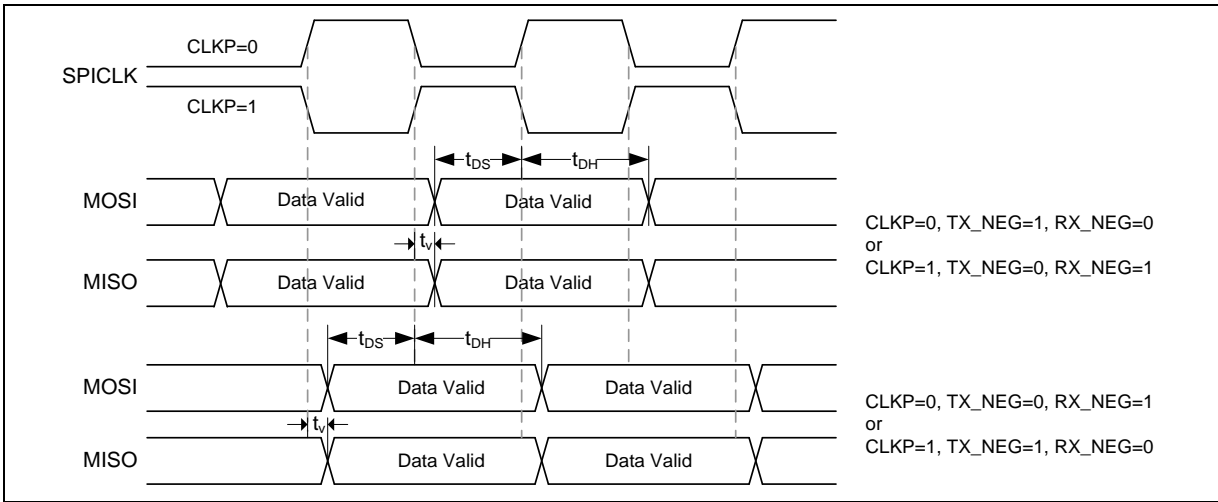 CLKP=0
SPICLK
CLKP=1
tDS
tDH
MOSI
Data Valid
Data Valid
CLKP=0, TX_NEG=1, RX_NEG=0
or
CLKP=1, TX_NEG=0, RX_NEG=1
tv
MISO
Data Valid
Data Valid
tDS
tDH
MOSI
Data Valid
Data Valid
CLKP=0, TX_NEG=0, RX_NEG=1
or
CLKP=1, TX_NEG=1, RX_NEG=0
tv
MISO
Data Valid
Data Valid